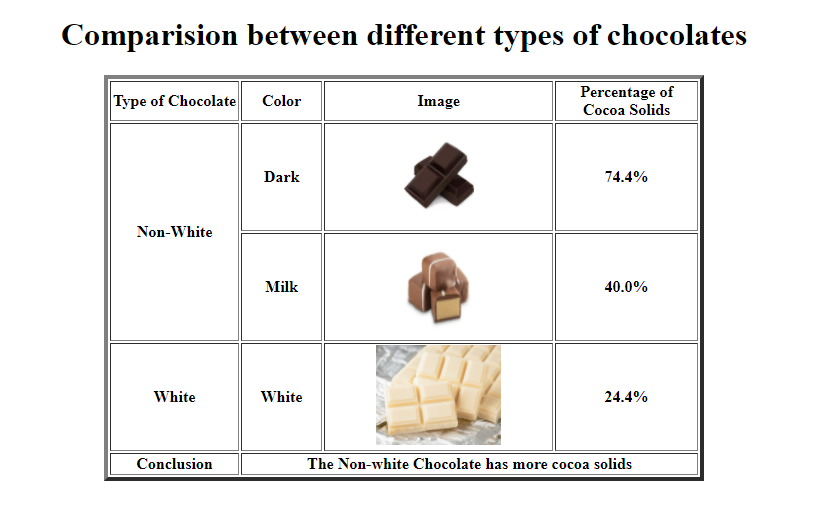 Comparision between different types of chocolates
Type of Chocolate Color Image Percentage of
Cocoa Solids
Non-White
Dark 74.4%
Milk 40.0%
White White 24.4%
Conclusion The Non-white Chocolate has more cocoa solids